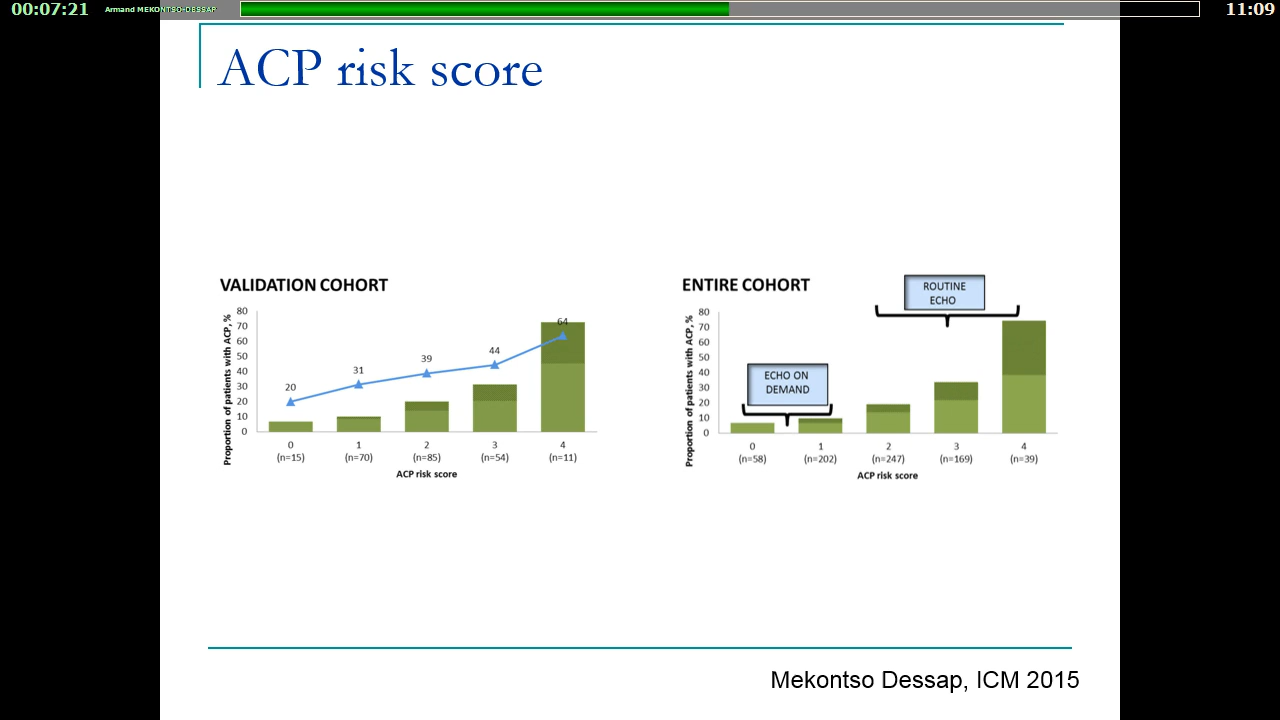 00:07:21
Armand MEKONTSO-DESSAP
11:09
ACP risk score
VALIDATION COHORT
Proportion of patients with ACP, %
80
70
60
50
40
30
20
10
0
20
31
39
44
64
0 1 2 3 4
(n=15) (n=70) (n=85) (n=54) (n=11)
ACP risk score
ENTIRE COHORT
ROUTINE
ECHO
ECHO ON
DEMAND
Proportion of patients with ACP, %
80
70
60
50
40
30
20
10
0
0 1 2 3 4
(n=58) (n=202) (n=247) (n=169) (n=39)
ACP risk score
Mekontso Dessap, ICM 2015